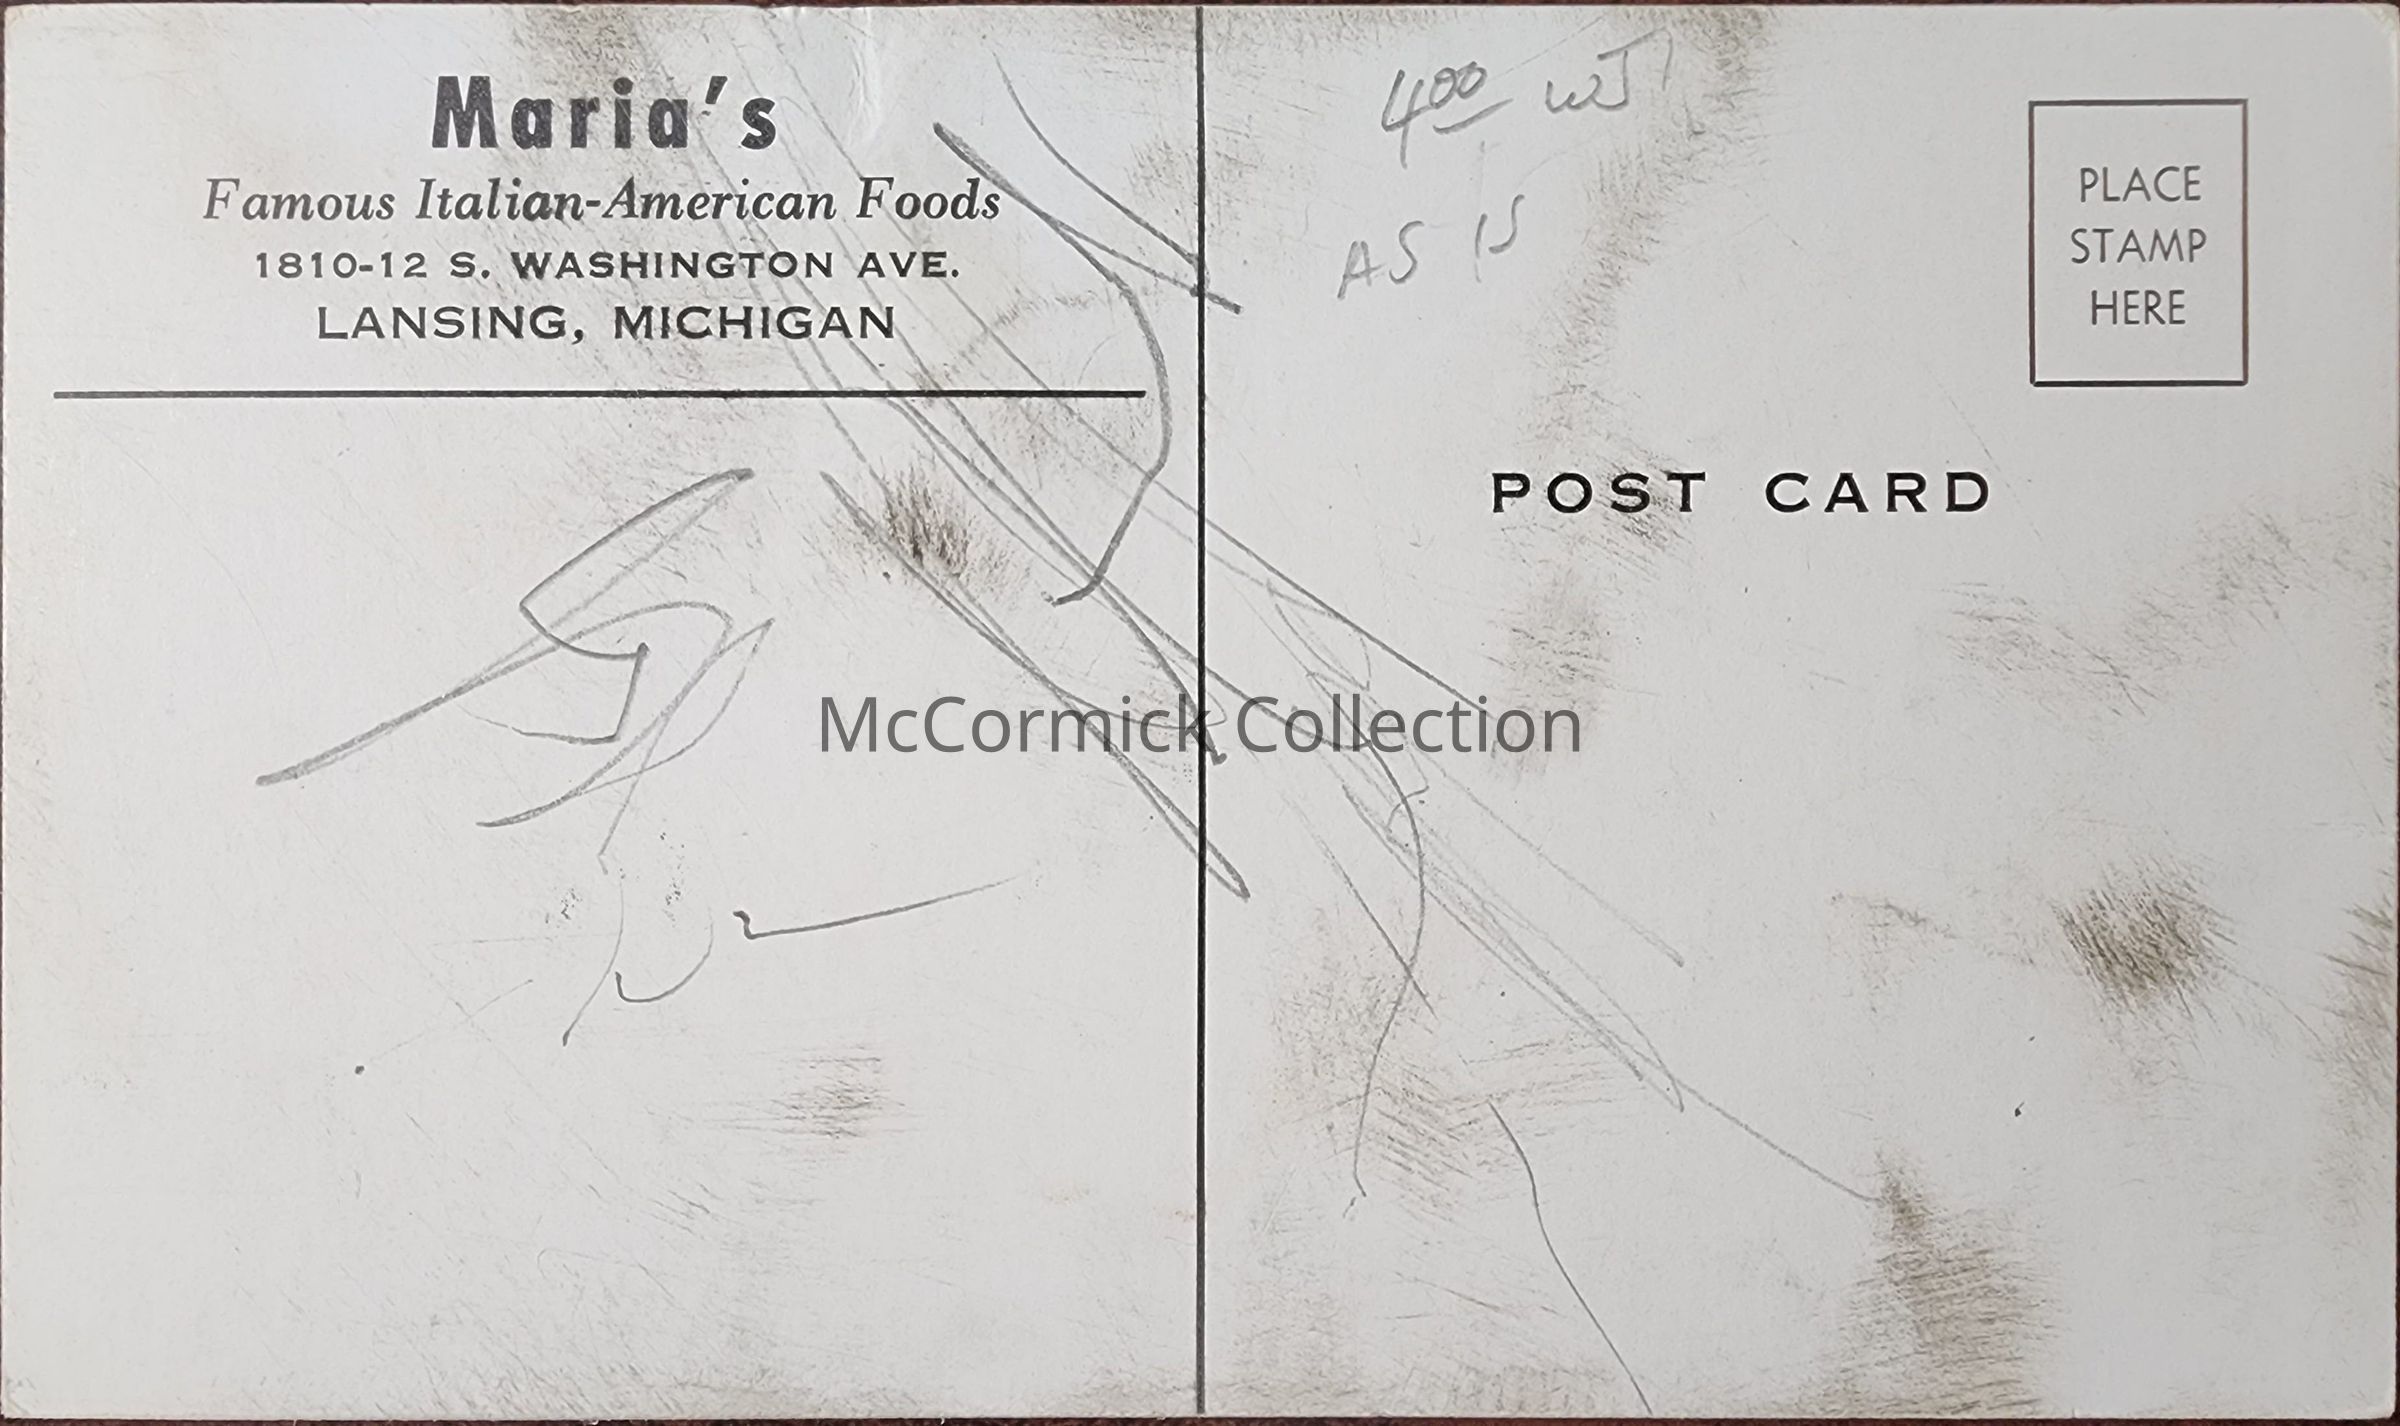 Maria's
Famous Italian-American Foods
1810-12 S. WASHINGTON AVE.
LANSING, MICHIGAN
400 WJ
AS IS
PLACE
STAMP
HERE
POST CARD
McCormick Collection